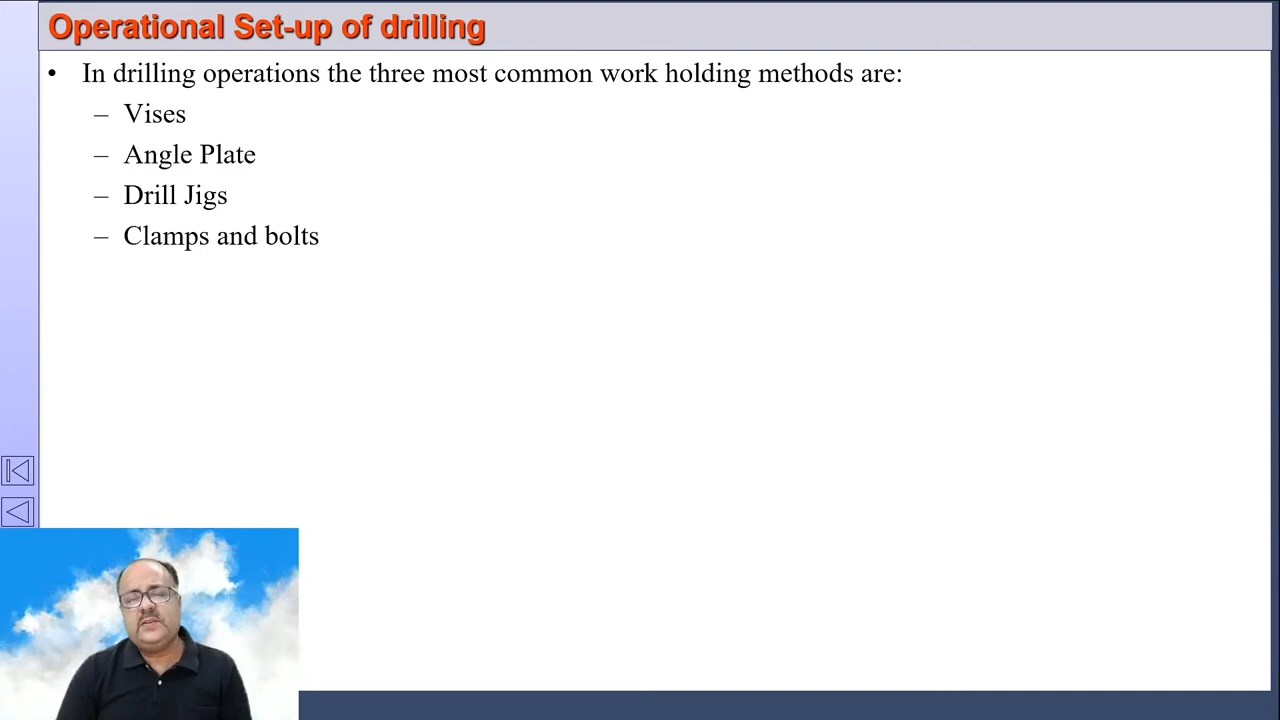 Operational Set-up of drilling
• In drilling operations the three most common work holding methods are:
– Vises
– Angle Plate
– Drill Jigs
– Clamps and bolts